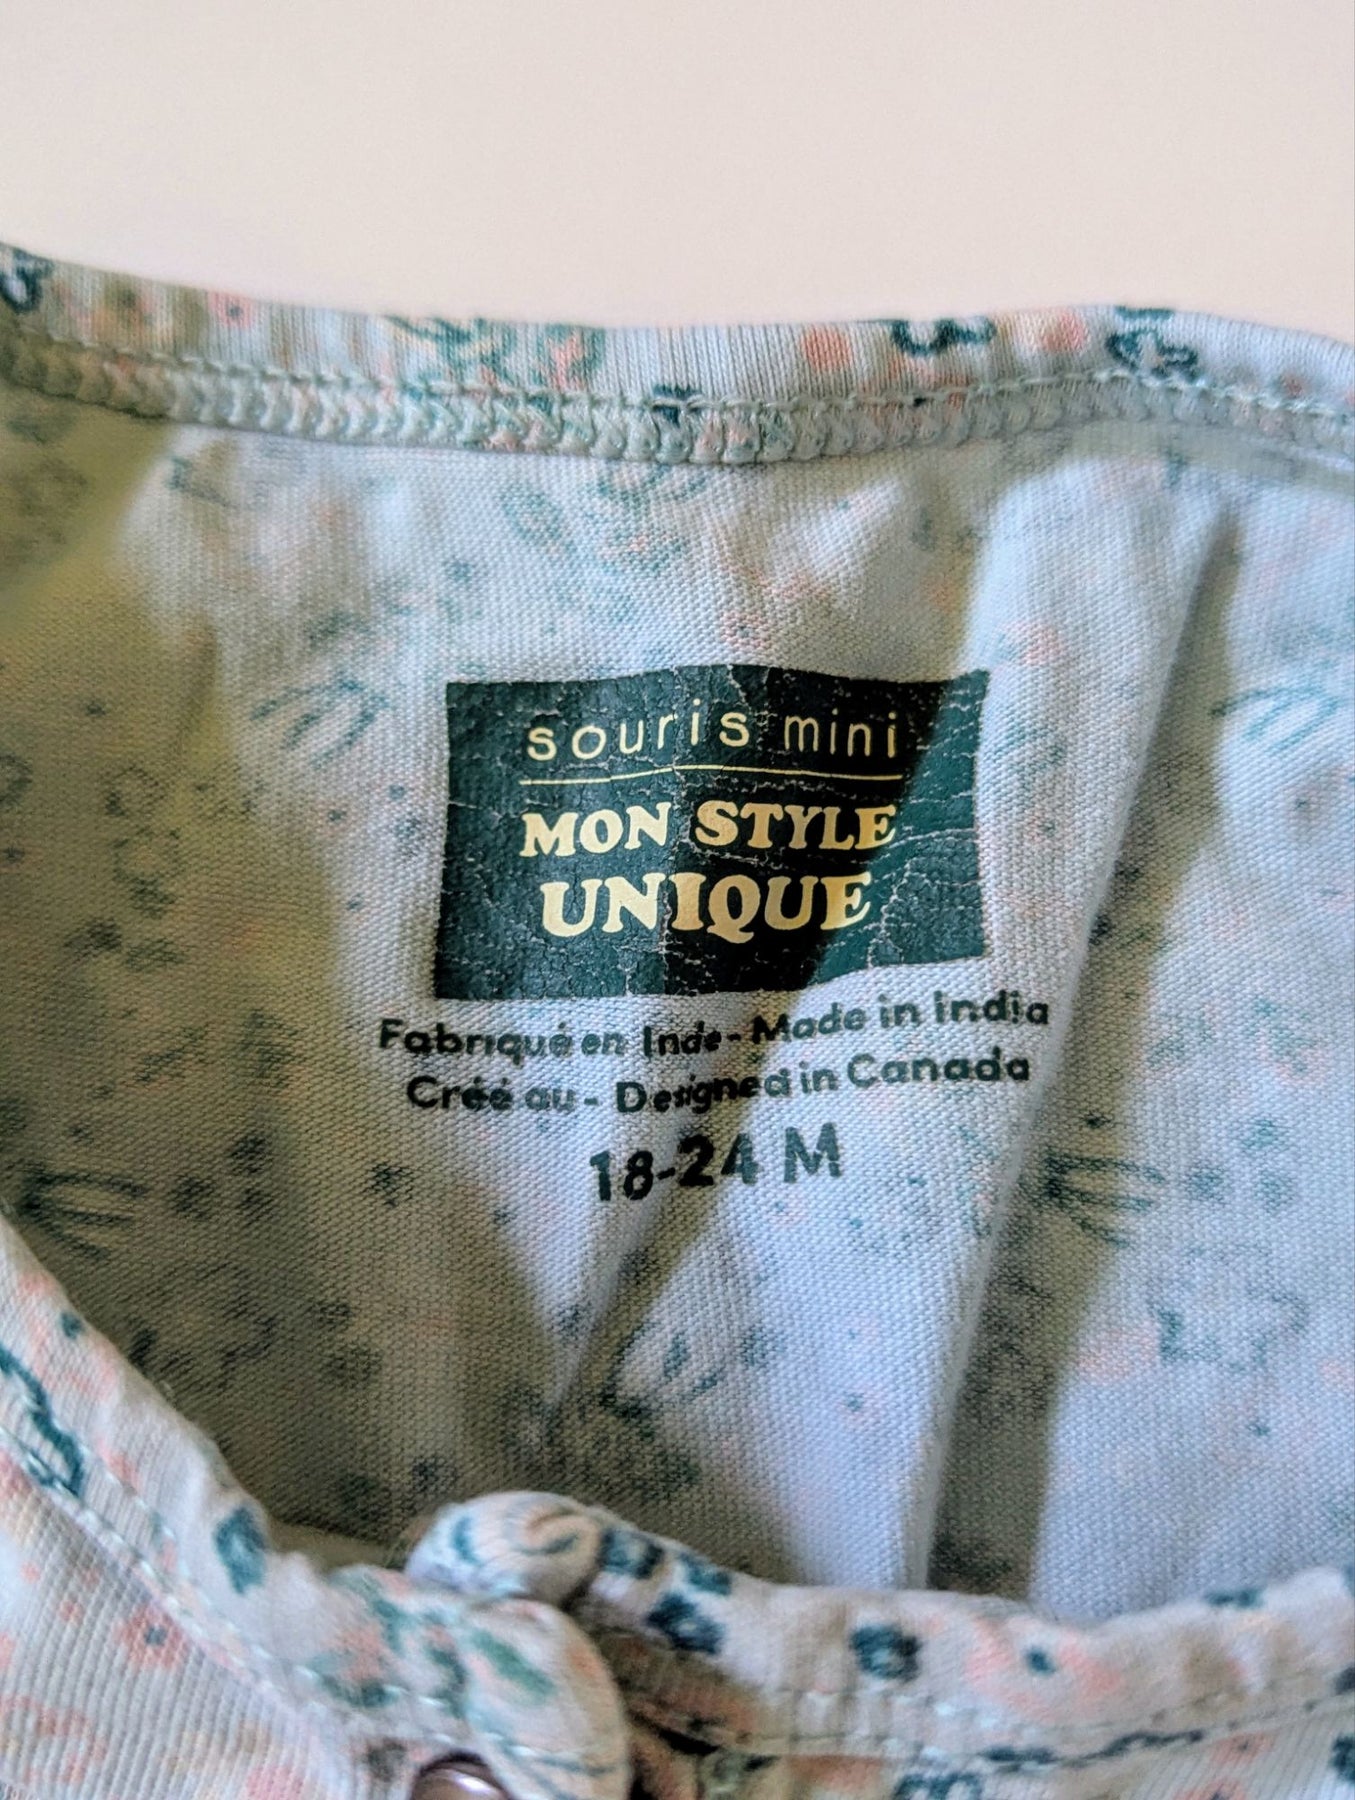 souris mini
MON STYLE
UNIQUE
Fabriqué en Inde - Made in India
Créé au - Designed in Canada
18-24 M